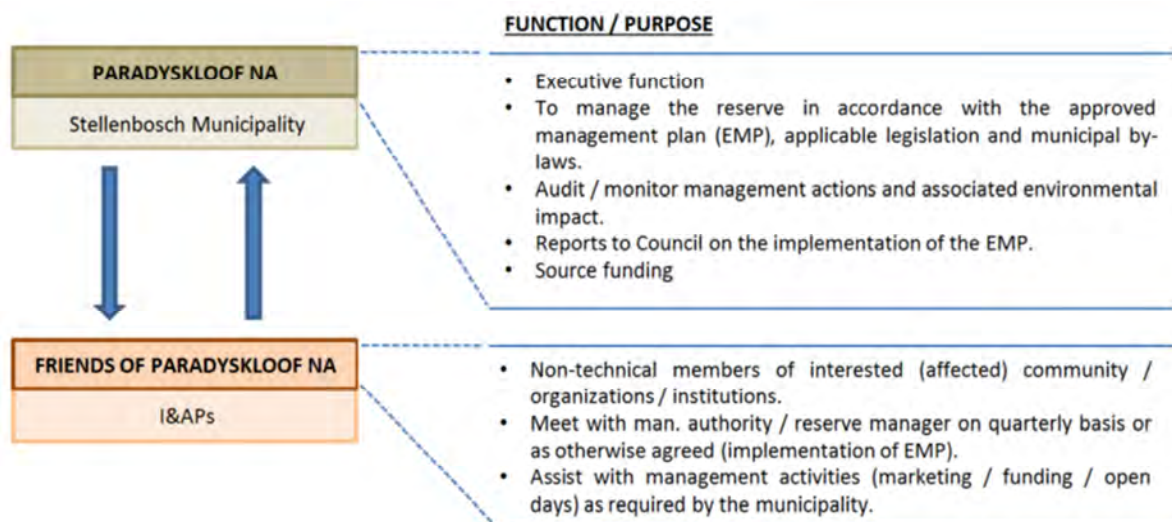 FUNCTION / PURPOSE
PARADYSKLOOF NA
Stellenbosch Municipality
• Executive function
• To manage the reserve in accordance with the approved
management plan (EMP), applicable legislation and municipal by-
laws.
• Audit / monitor management actions and associated environmental
impact.
• Reports to Council on the implementation of the EMP.
• Source funding
FRIENDS OF PARADYSKLOOF NA
I&APs
• Non-technical members of interested (affected) community /
organizations / institutions.
• Meet with man. authority / reserve manager on quarterly basis or
as otherwise agreed (implementation of EMP).
• Assist with management activities (marketing / funding / open
days) as required by the municipality.